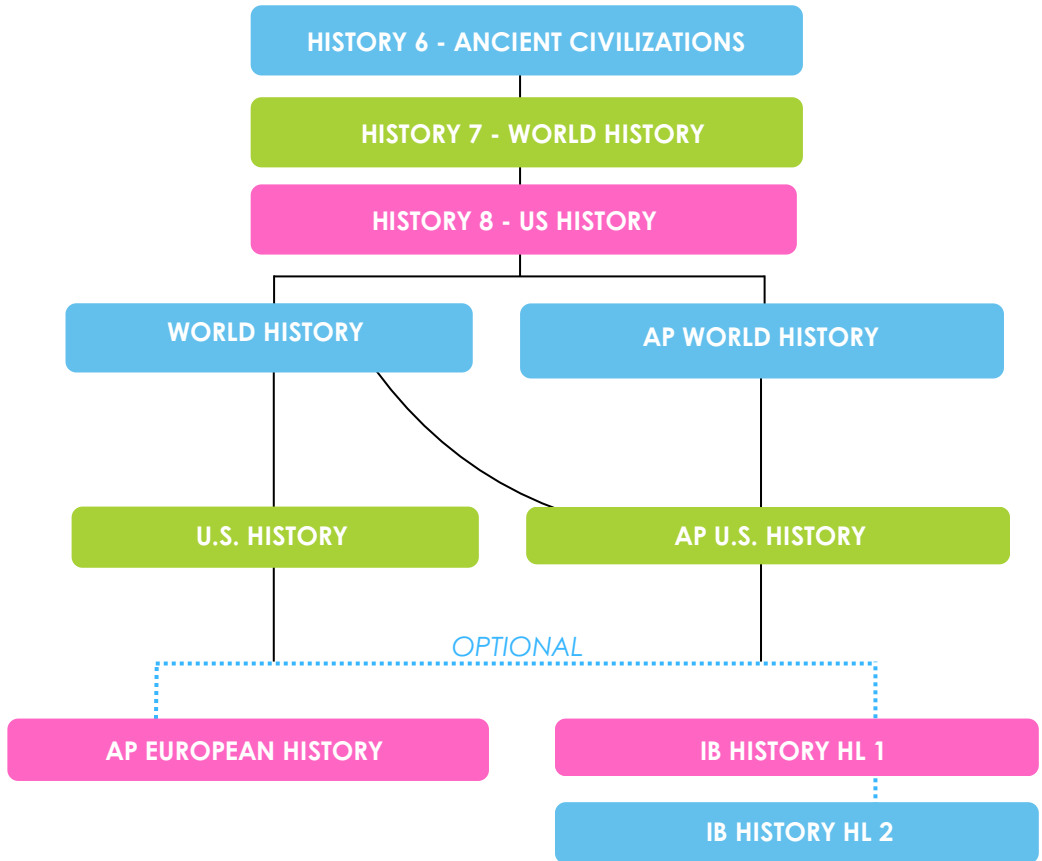 HISTORY 6 - ANCIENT CIVILIZATIONS
HISTORY 7 - WORLD HISTORY
HISTORY 8 - US HISTORY
WORLD HISTORY
AP WORLD HISTORY
U.S. HISTORY
AP U.S. HISTORY
OPTIONAL
AP EUROPEAN HISTORY
IB HISTORY HL 1
IB HISTORY HL 2